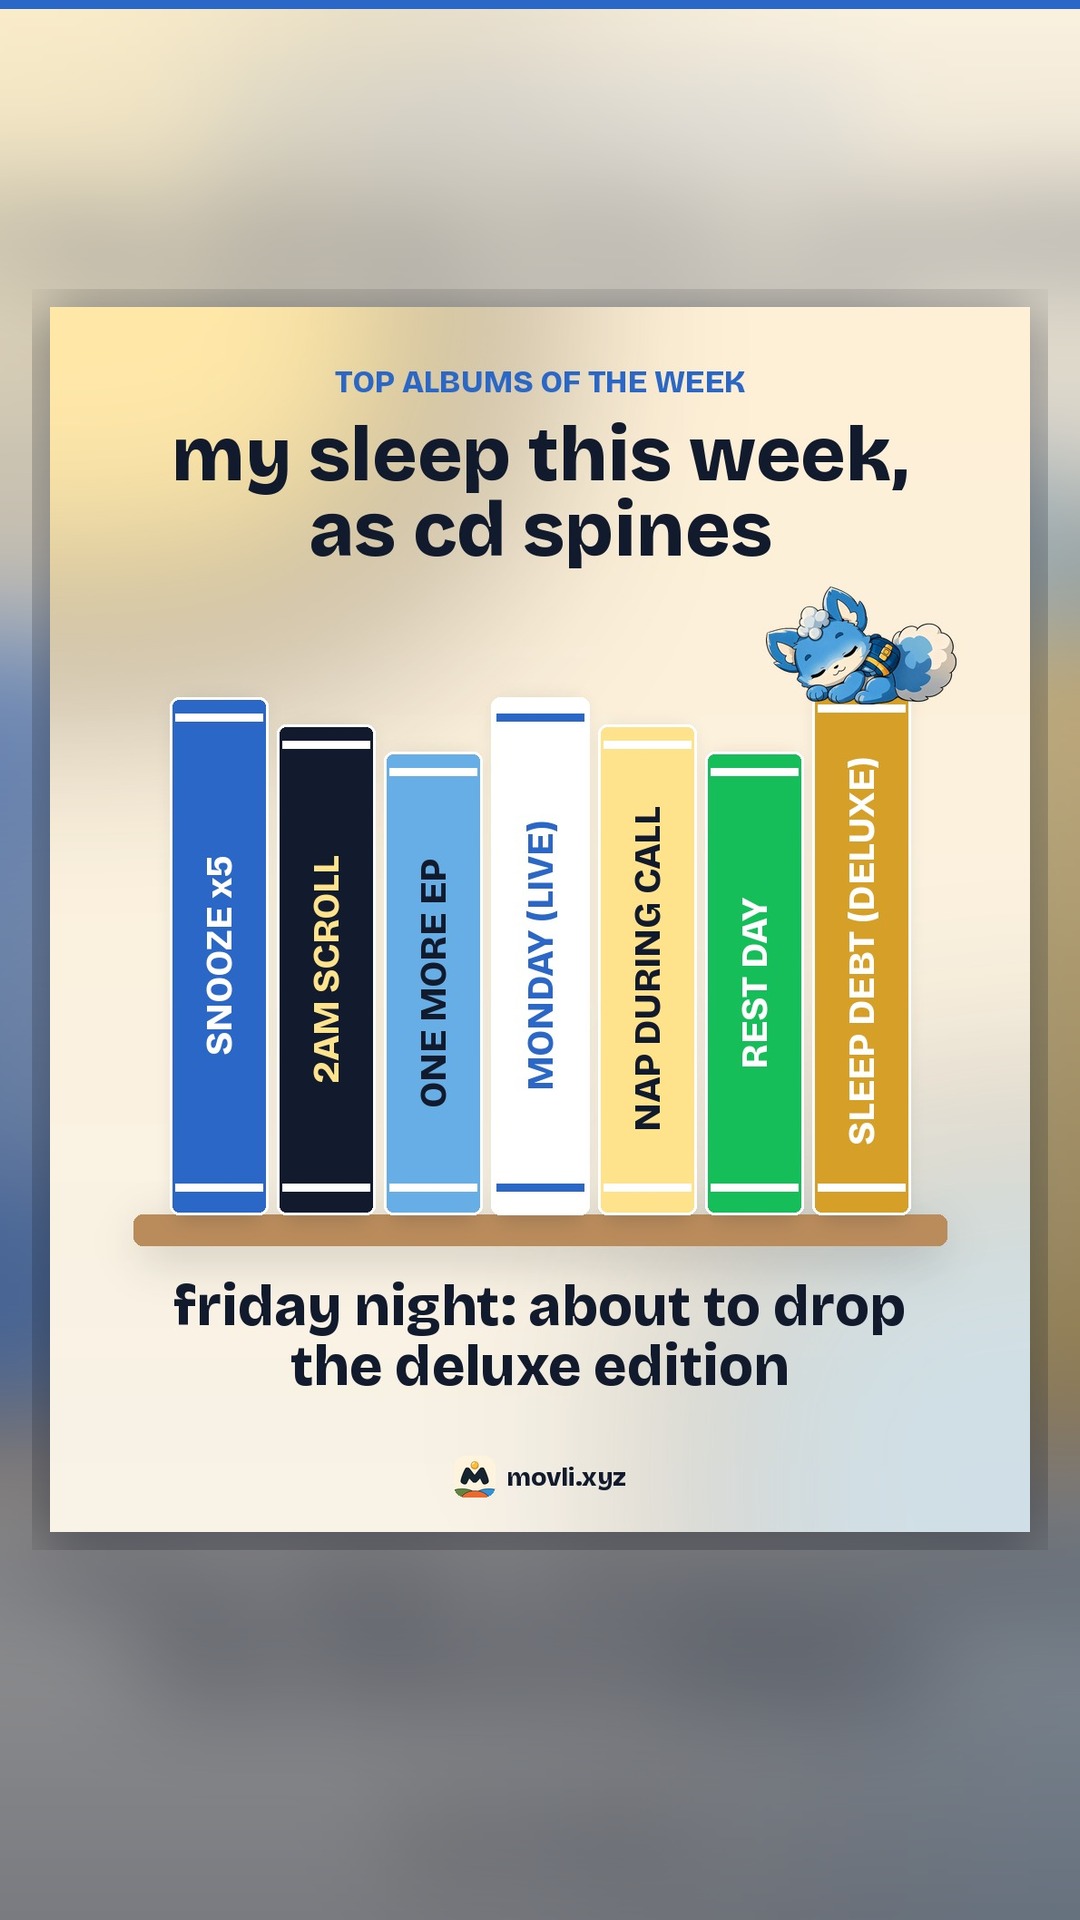 TOP ALBUMS OF THE WEEK
my sleep this week,
as cd spines
SNOOZE x5
2AM SCROLL
ONE MORE EP
MONDAY (LIVE)
NAP DURING CALL
REST DAY
SLEEP DEBT (DELUXE)
friday night: about to drop
the deluxe edition
movli.xyz